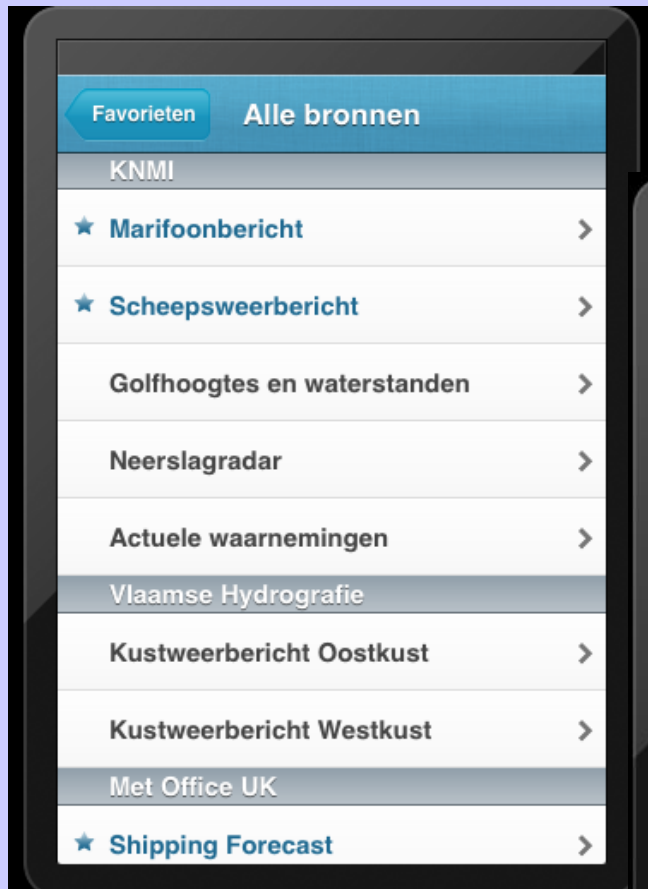 Favorieten
Alle bronnen
KNMI
Marifoonbericht
Scheepsweerbericht
Golfhoogtes en waterstanden
Neerslagradar
Actuele waarnemingen
Vlaamse Hydrografie
Kustweerbericht Oostkust
Kustweerbericht Westkust
Met Office UK
Shipping Forecast